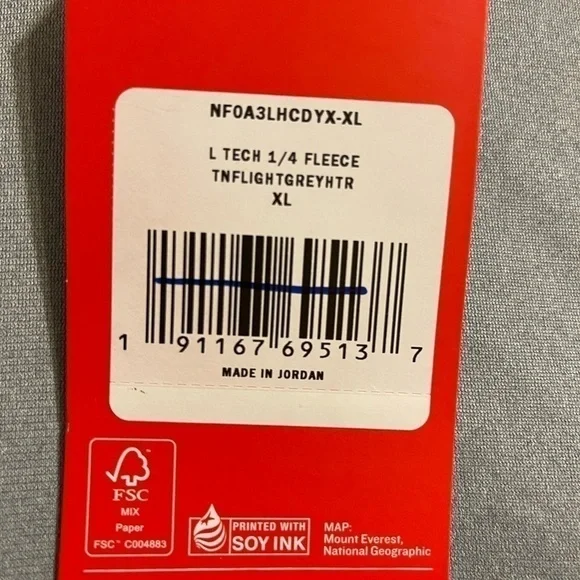 NF0A3LHCDYX-XL
L TECH 1/4 FLEECE
TNFLIGHTGREYHTR
XL
1 91167 69513 7
MADE IN JORDAN
FSC
MIX
Paper
FSC™ C004883
PRINTED WITH
SOY INK
MAP:
Mount Everest,
National Geographic